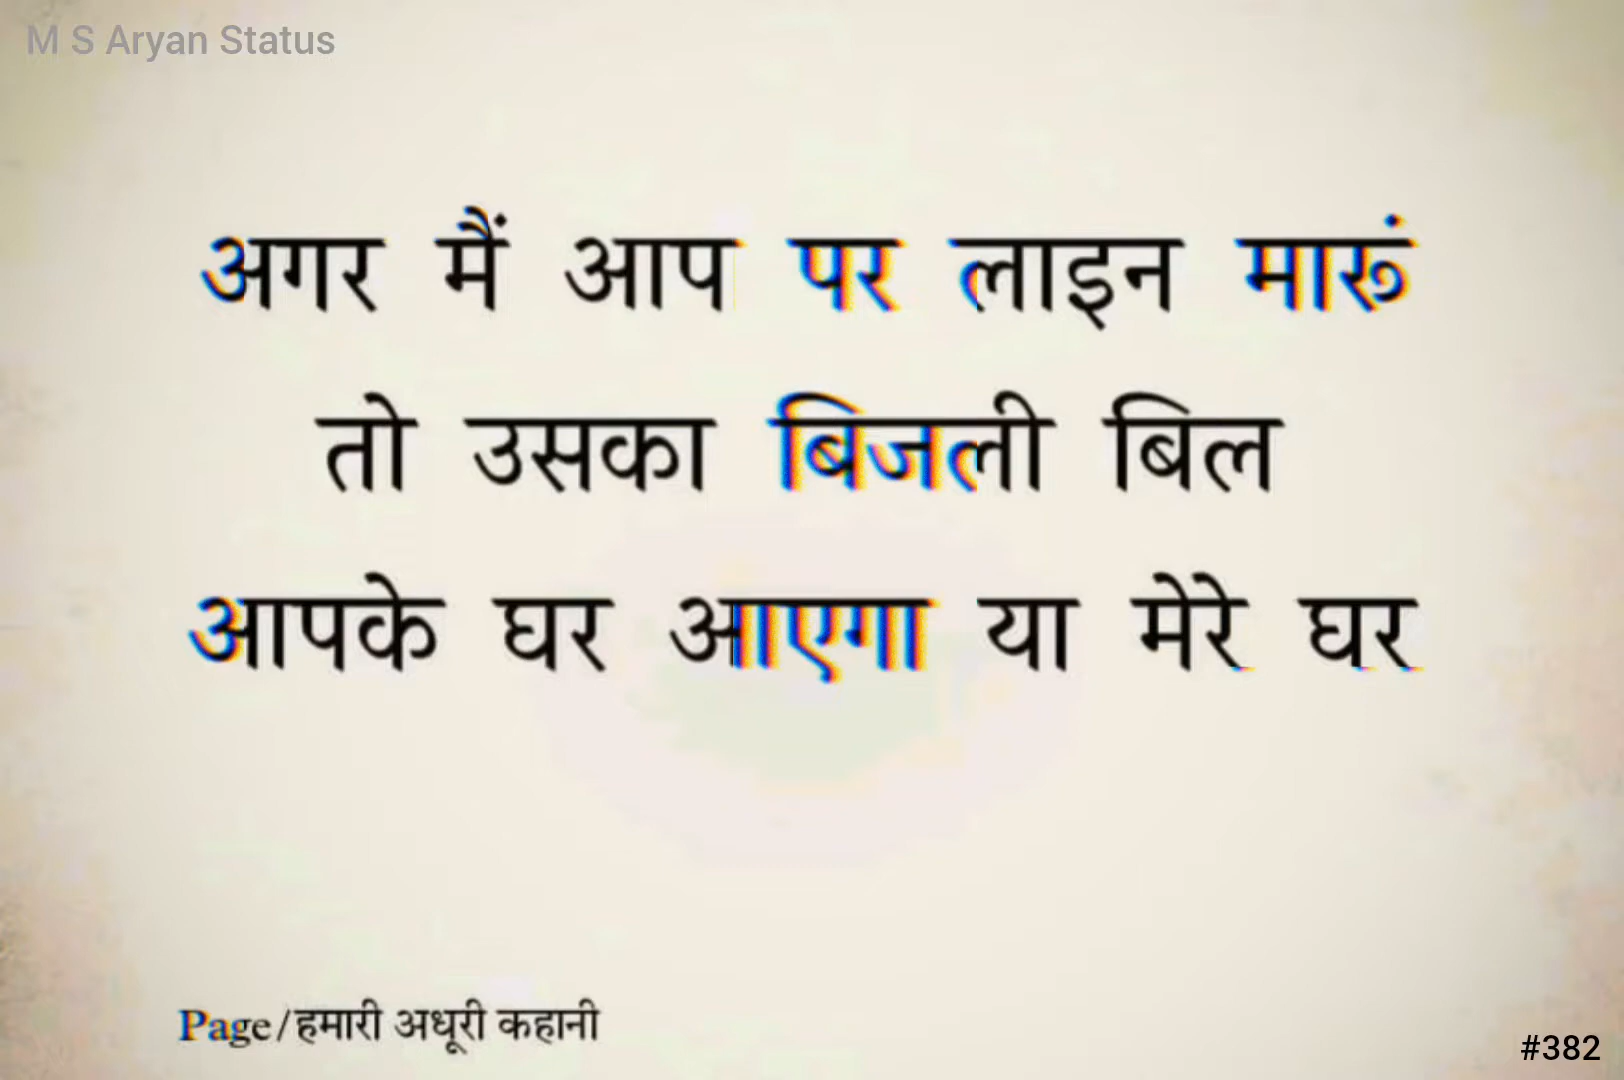 M S Aryan Status
अगर मैं आप पर लाइन मारूं
तो उसका बिजली बिल
आपके घर आएगा या मेरे घर
Page/हमारी अधूरी कहानी
#382